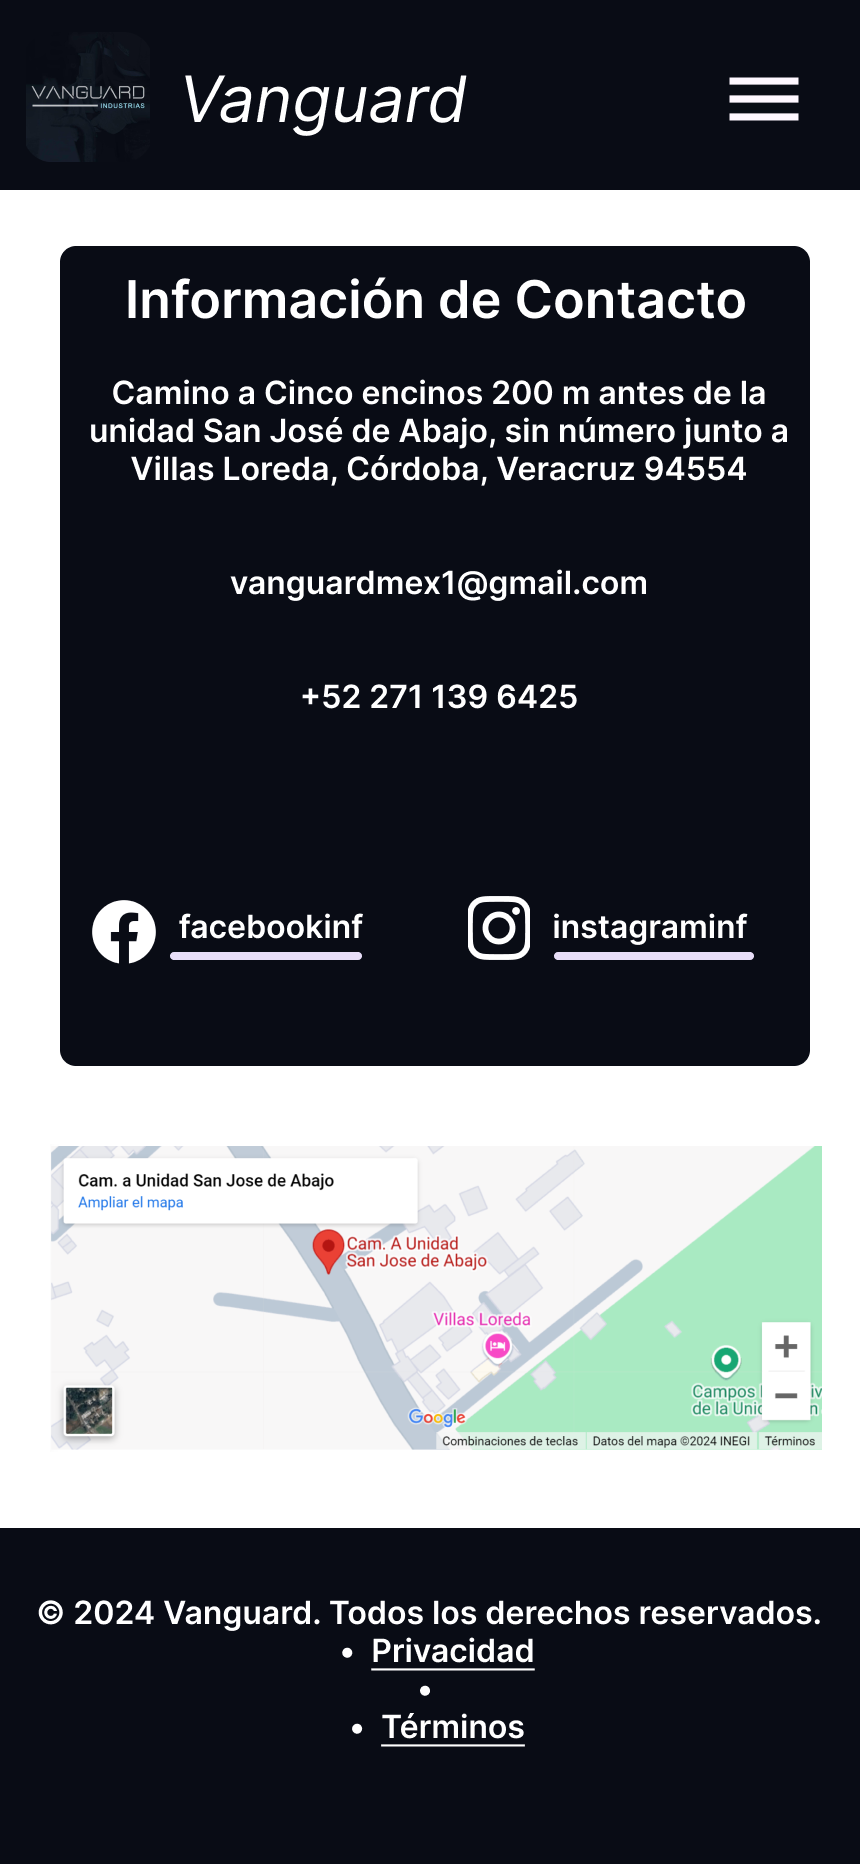 VANGUARD
INDUSTRIAS
Vanguard
Información de Contacto
Camino a Cinco encinos 200 m antes de la
unidad San José de Abajo, sin número junto a
Villas Loreda, Córdoba, Veracruz 94554
vanguardmex1@gmail.com
+52 271 139 6425
facebookinf
instagraminf
Cam. a Unidad San Jose de Abajo
Ampliar el mapa
Cam. A Unidad
San Jose de Abajo
Villas Loreda
Campos
de la
Google
Combinaciones de teclas
Datos del mapa ©2024 INEGI
Términos
© 2024 Vanguard. Todos los derechos reservados.
• Privacidad
•
• Términos